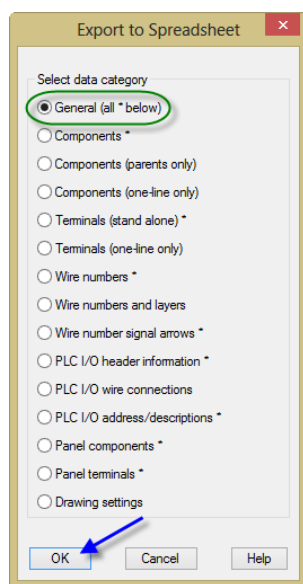 Export to Spreadsheet
Select data category
General (all * below)
Components *
Components (parents only)
Components (one-line only)
Terminals (stand alone) *
Terminals (one-line only)
Wire numbers *
Wire numbers and layers
Wire number signal arrows *
PLC I/O header information *
PLC I/O wire connections
PLC I/O address/descriptions *
Panel components *
Panel terminals *
Drawing settings
OK Cancel Help